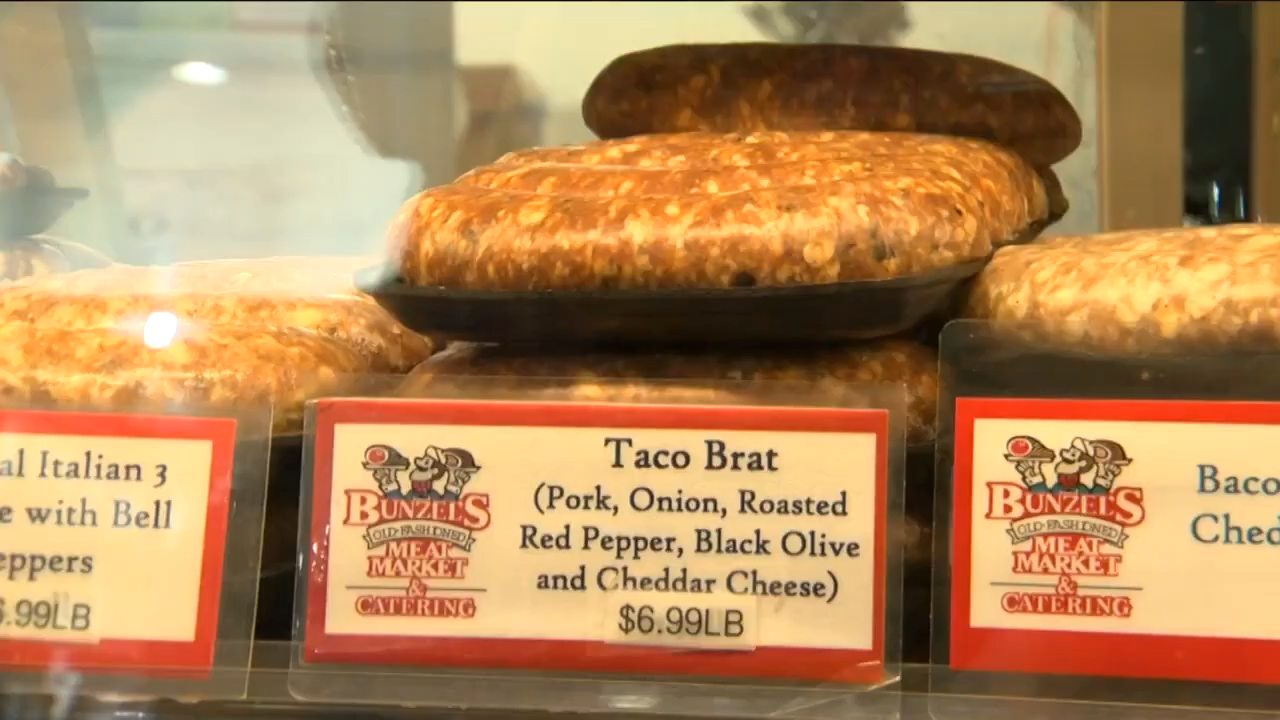 al Italian 3
e with Bell
eppers
6.99LB
BUNZEL'S
OLD-FASHIONED
MEAT
MARKET
&
CATERING
Taco Brat
(Pork, Onion, Roasted
Red Pepper, Black Olive
and Cheddar Cheese)
$6.99LB
BUNZEL'S
OLD-FASHIONED
MEAT
MARKET
&
CATERING
Baco
Ched